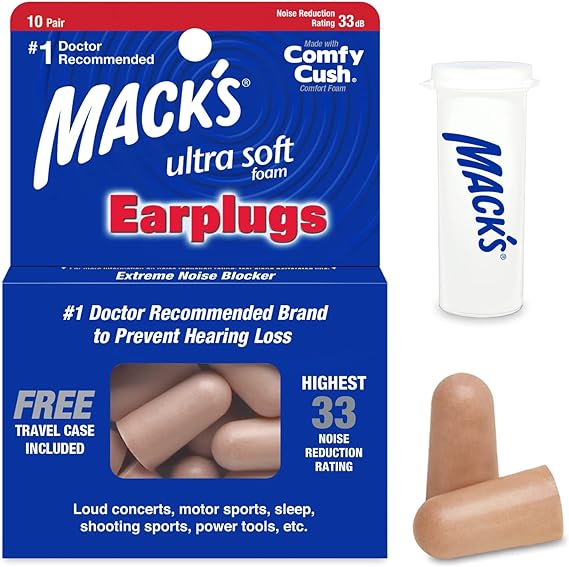 10 Pair
Noise Reduction
Rating 33dB
#1 Doctor
Recommended
Made with
Comfy
Cush®
Comfort Foam
MACK'S®
ultra soft
foam
Earplugs
Extreme Noise Blocker
#1 Doctor Recommended Brand
to Prevent Hearing Loss
FREE
TRAVEL CASE
INCLUDED
HIGHEST
33
NOISE
REDUCTION
RATING
Loud concerts, motor sports, sleep,
shooting sports, power tools, etc.
MACK'S®